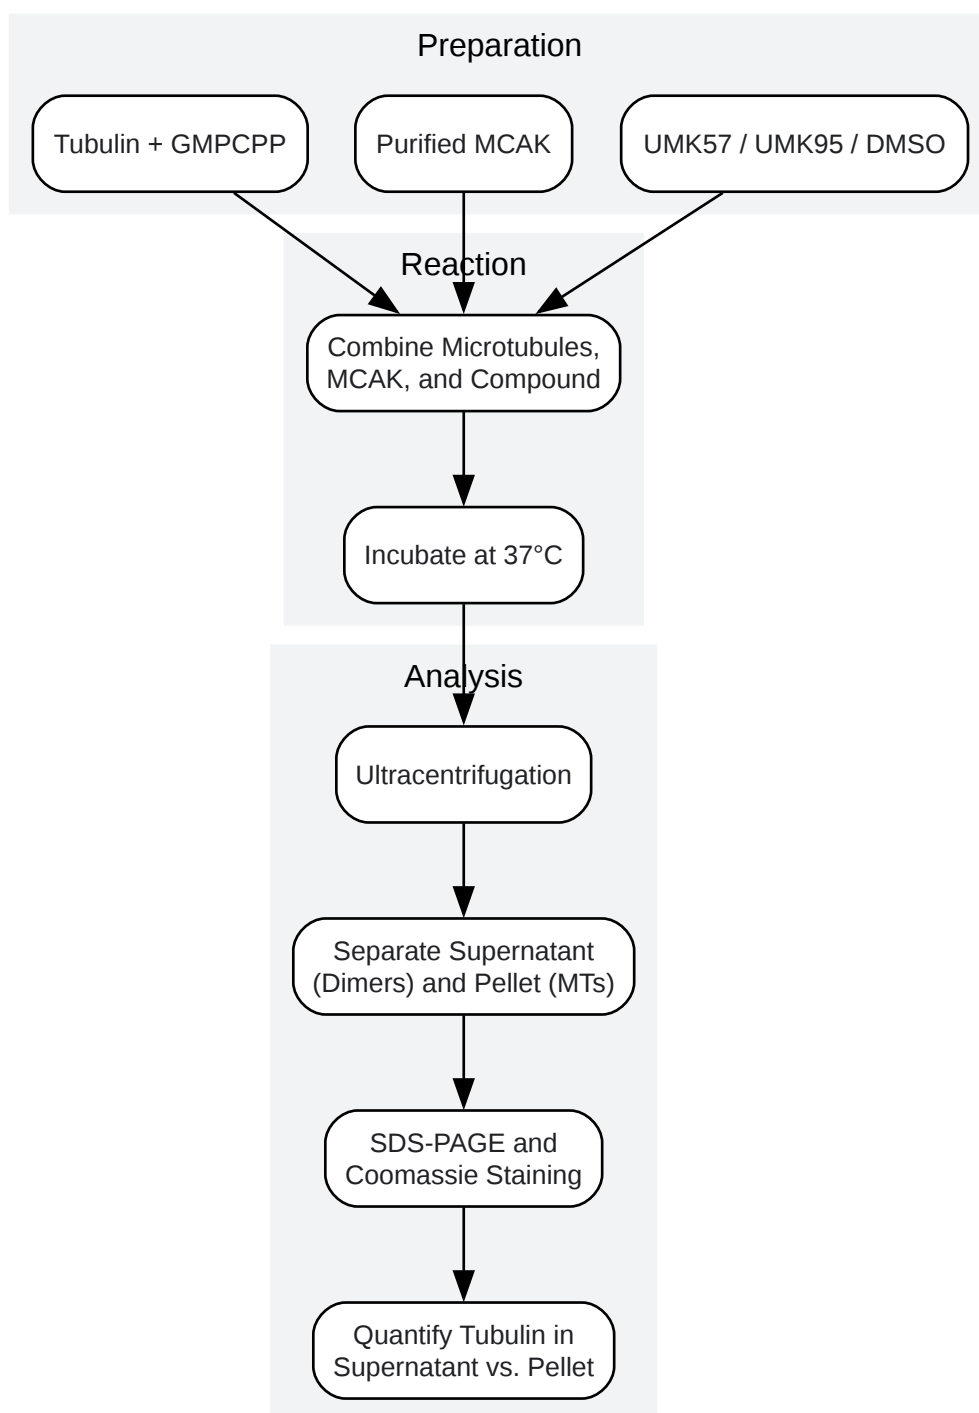 Preparation
Tubulin + GMPCPP
Purified MCAK
UMK57 / UMK95 / DMSO
Reaction
Combine Microtubules,
MCAK, and Compound
Incubate at 37°C
Analysis
Ultracentrifugation
Separate Supernatant
(Dimers) and Pellet (MTs)
SDS-PAGE and
Coomassie Staining
Quantify Tubulin in
Supernatant vs. Pellet